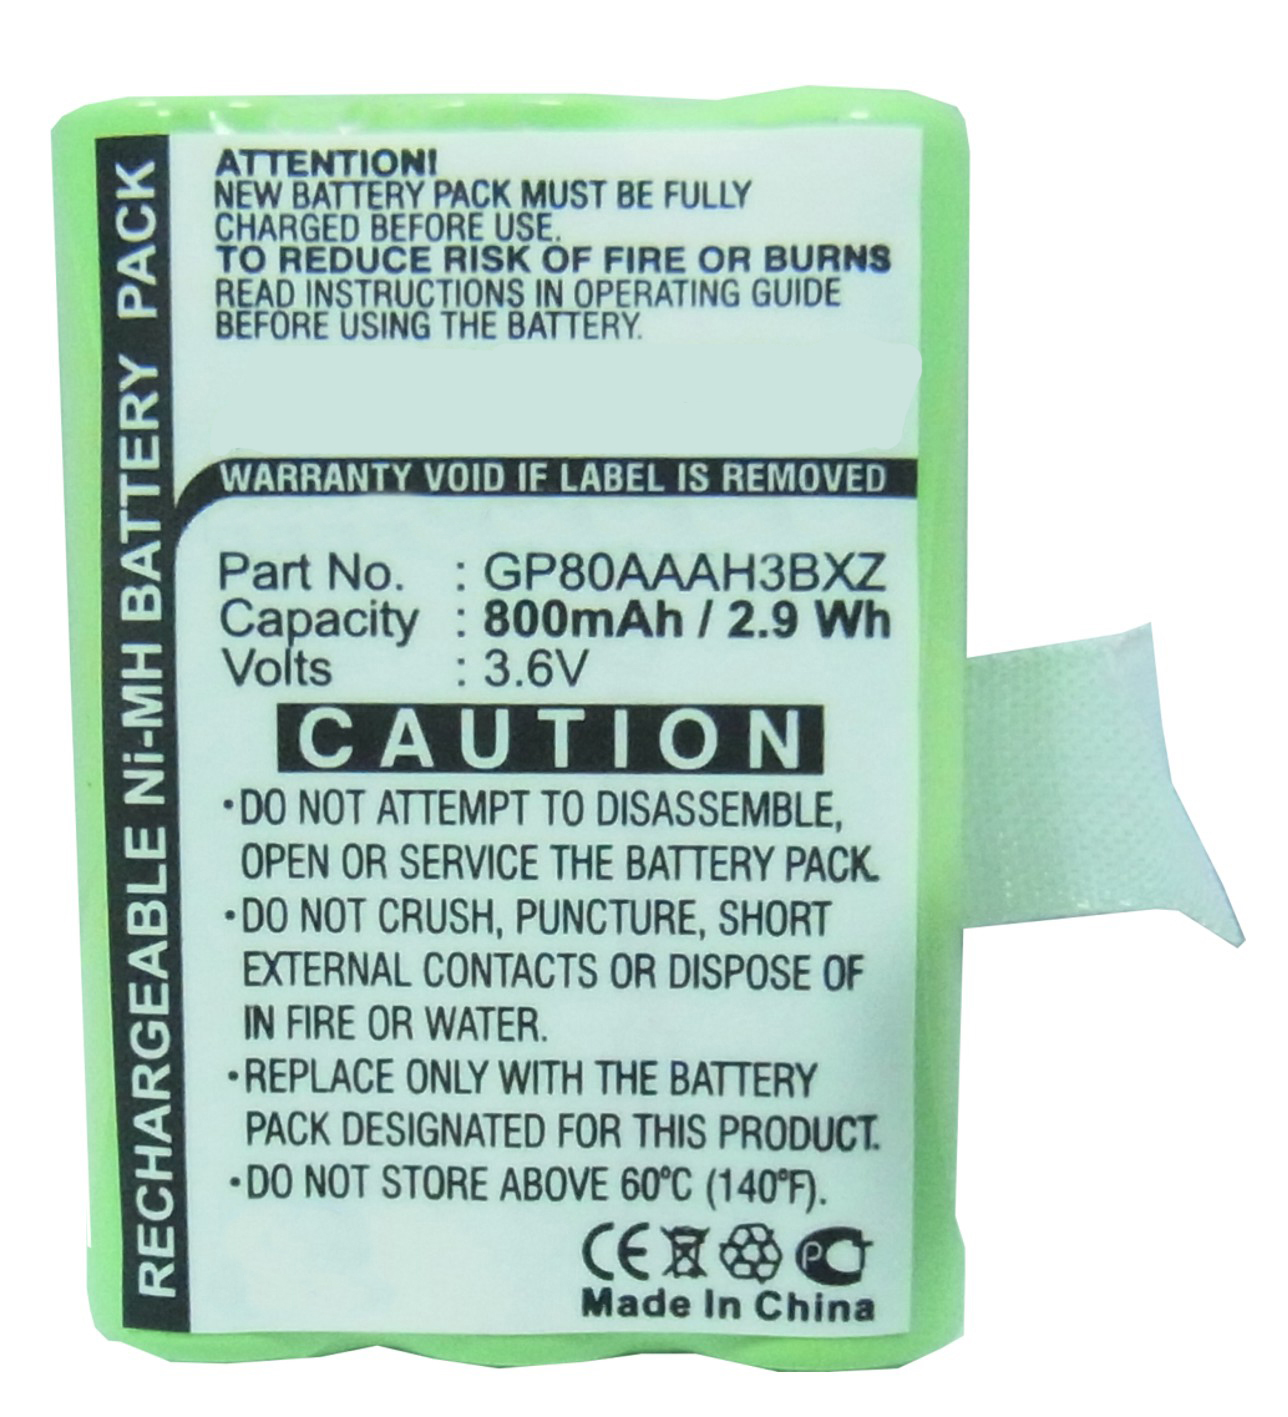 RECHARGEABLE Ni-MH BATTERY PACK
ATTENTION!
NEW BATTERY PACK MUST BE FULLY
CHARGED BEFORE USE.
TO REDUCE RISK OF FIRE OR BURNS
READ INSTRUCTIONS IN OPERATING GUIDE
BEFORE USING THE BATTERY.
WARRANTY VOID IF LABEL IS REMOVED
Part No. : GP80AAAH3BXZ
Capacity : 800mAh / 2.9 Wh
Volts : 3.6V
CAUTION
·DO NOT ATTEMPT TO DISASSEMBLE,
OPEN OR SERVICE THE BATTERY PACK.
·DO NOT CRUSH, PUNCTURE, SHORT
EXTERNAL CONTACTS OR DISPOSE OF
IN FIRE OR WATER.
·REPLACE ONLY WITH THE BATTERY
PACK DESIGNATED FOR THIS PRODUCT.
·DO NOT STORE ABOVE 60°C (140°F).
CE PCT
Made In China